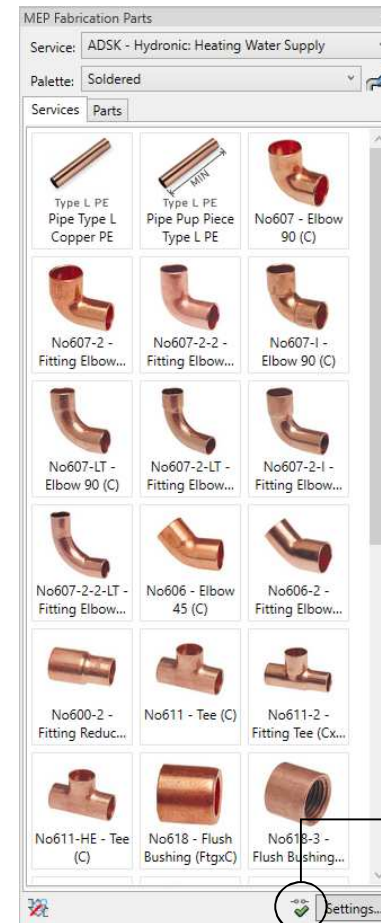 MEP Fabrication Parts
Service: ADSK - Hydronic: Heating Water Supply
Palette: Soldered
Services Parts
Type L PE
Pipe Type L
Copper PE
MIN
Type L PE
Pipe Pup Piece
Type L PE
No607 - Elbow
90 (C)
No607-2 -
Fitting Elbow...
No607-2-2 -
Fitting Elbow...
No607-I -
Elbow 90 (C)
No607-LT -
Elbow 90 (C)
No607-2-LT -
Fitting Elbow...
No607-2-I -
Fitting Elbow...
No607-2-2-LT -
Fitting Elbow...
No606 - Elbow
45 (C)
No606-2 -
Fitting Elbow...
No600-2 -
Fitting Reduc...
No611 - Tee (C)
No611-2 -
Fitting Tee (Cx...
No611-HE - Tee
(C)
No618 - Flush
Bushing (FtgxC)
No618-3 -
Flush Bushing...
Settings...